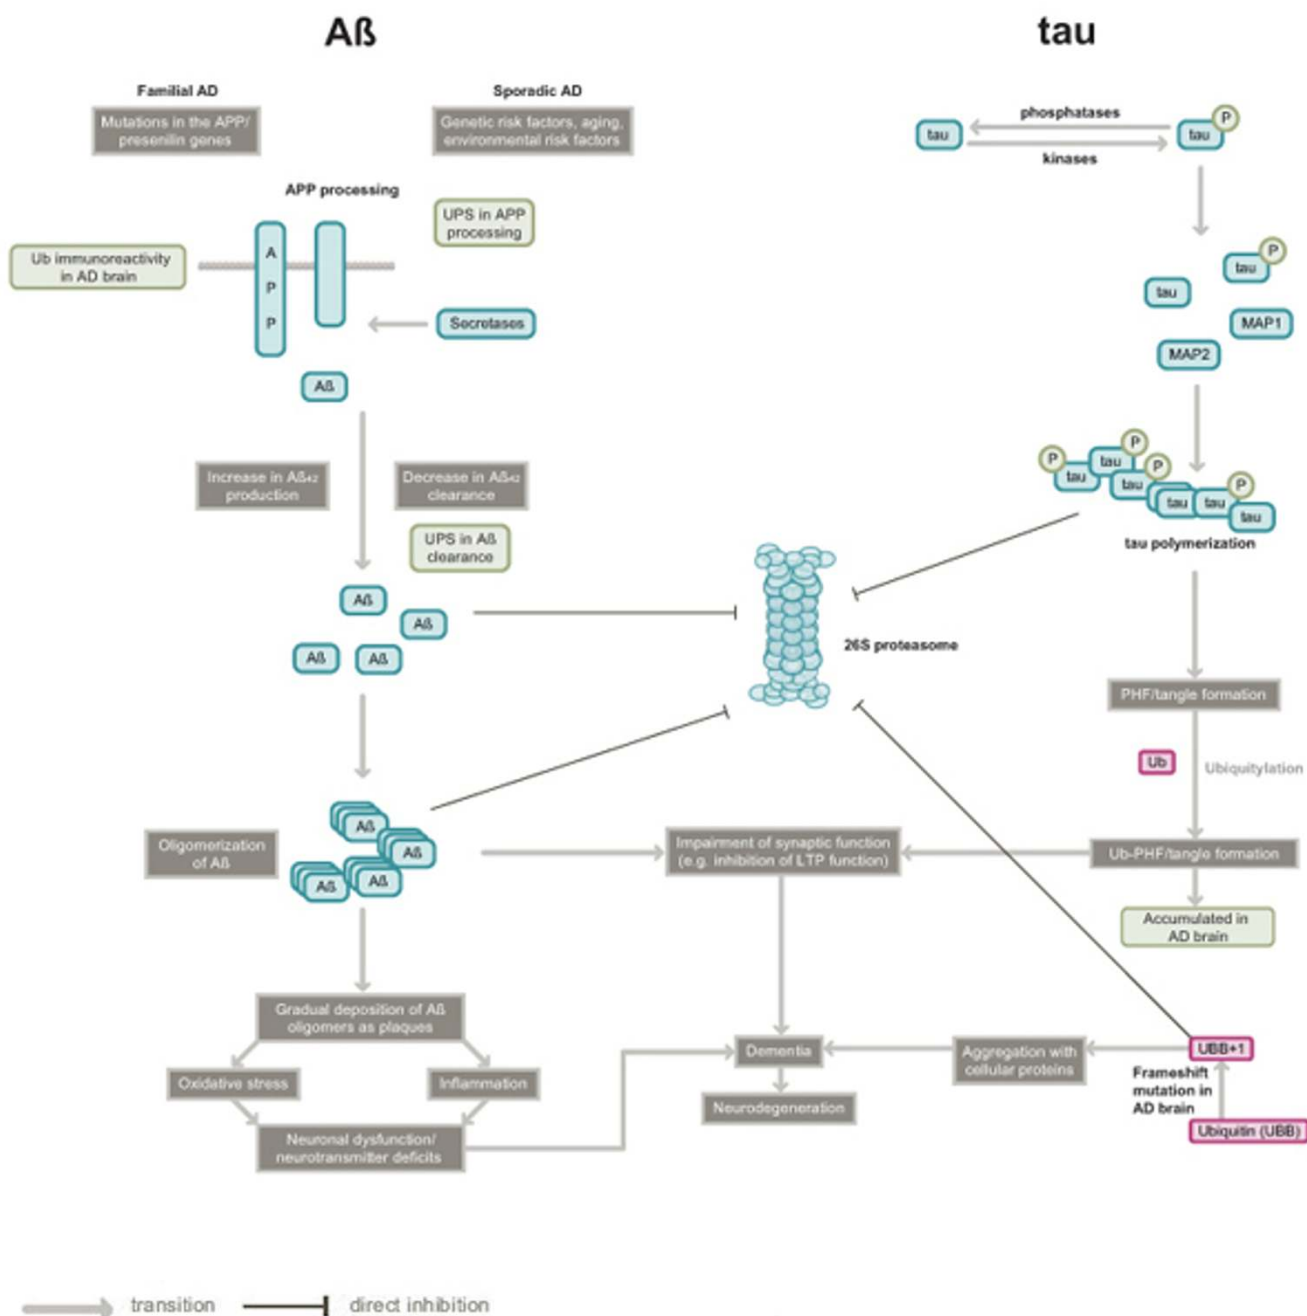 Aß
tau
Familial AD
Mutations in the APP/
presenilin genes
Sporadic AD
Genetic risk factors, aging,
environmental risk factors
phosphatases
kinases
tau
tau
P
APP processing
UPS in APP
processing
Ub immunoreactivity
in AD brain
A
P
P
Secretases
Aß
tau
P
tau
MAP1
MAP2
Increase in Aß42
production
Decrease in Aß42
clearance
UPS in Aß
clearance
P
tau
tau
P
tau
P
tau
tau
P
tau
tau polymerization
Aß
Aß
Aß
Aß
26S proteasome
PHF/tangle formation
Ub
Ubiquitylation
Oligomerization
of Aß
Aß
Aß
Aß
Aß
Impairment of synaptic function
(e.g. inhibition of LTP function)
Ub-PHF/tangle formation
Accumulated in
AD brain
Gradual deposition of Aß
oligomers as plaques
Oxidative stress
Inflammation
Neuronal dysfunction/
neurotransmitter deficits
Dementia
Neurodegeneration
Aggregation with
cellular proteins
UBB+1
Frameshift
mutation in
AD brain
Ubiquitin (UBB)
transition
direct inhibition